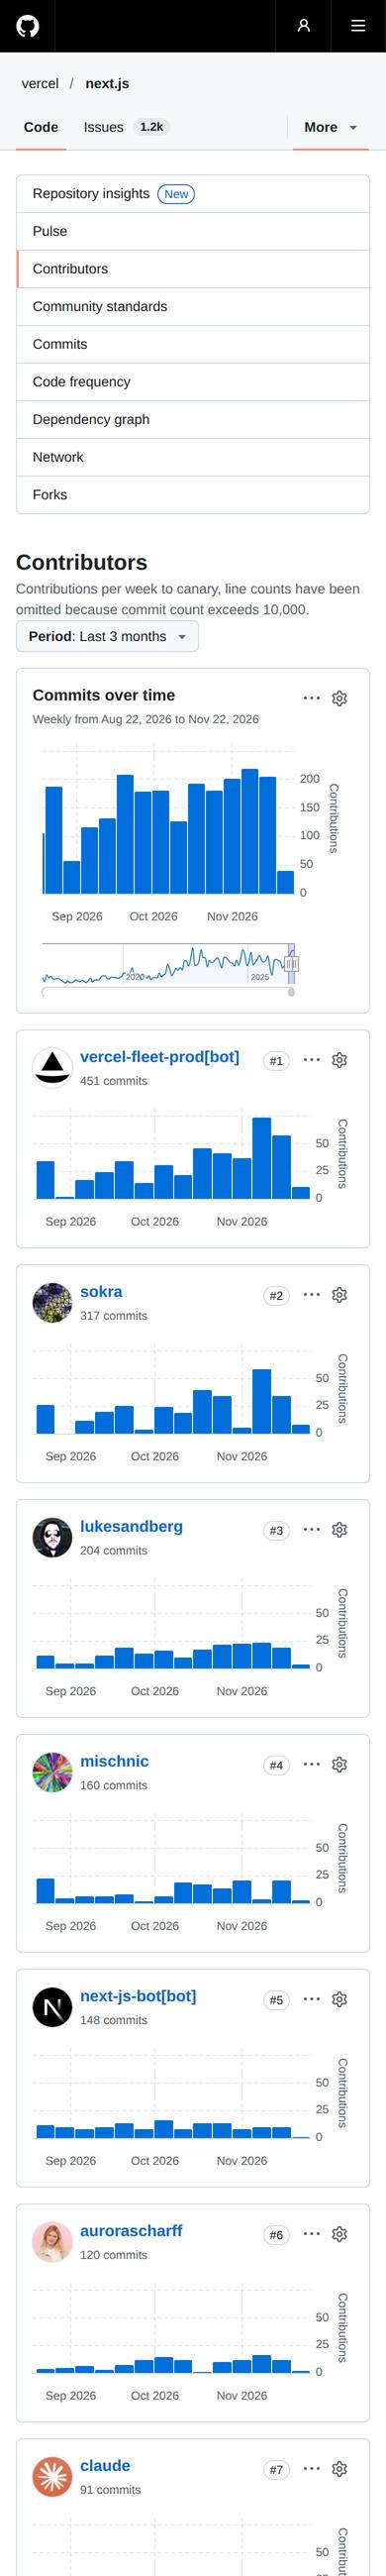 vercel / next.js
Code Issues 1.2k More
Repository insights New
Pulse
Contributors
Community standards
Commits
Code frequency
Dependency graph
Network
Forks
Contributors
Contributions per week to canary, line counts have been
omitted because commit count exceeds 10,000.
Period: Last 3 months
Commits over time
Weekly from Aug 22, 2026 to Nov 22, 2026
200
150
100
50
0
Contributions
Sep 2026 Oct 2026 Nov 2026
2020 2025
vercel-fleet-prod[bot] #1
451 commits
50
25
0
Contributions
Sep 2026 Oct 2026 Nov 2026
sokra #2
317 commits
50
25
0
Contributions
Sep 2026 Oct 2026 Nov 2026
lukesandberg #3
204 commits
50
25
0
Contributions
Sep 2026 Oct 2026 Nov 2026
mischnic #4
160 commits
50
25
0
Contributions
Sep 2026 Oct 2026 Nov 2026
next-js-bot[bot] #5
148 commits
50
25
0
Contributions
Sep 2026 Oct 2026 Nov 2026
aurorascharff #6
120 commits
50
25
0
Contributions
Sep 2026 Oct 2026 Nov 2026
claude #7
91 commits
50